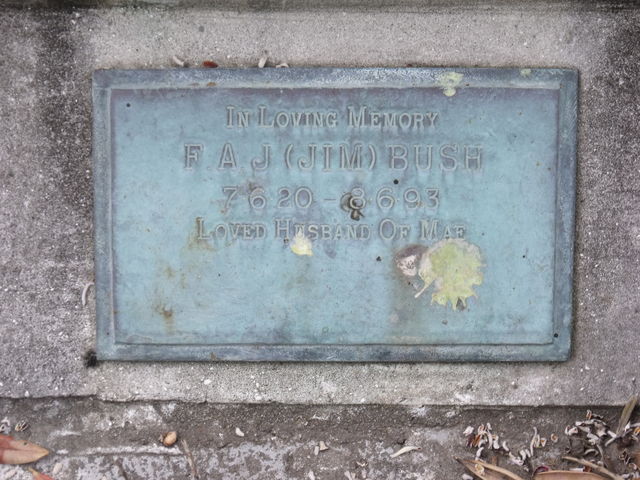 In Loving Memory
F A J (JIM) BUSH
7 6 20 - 8 6 93
Loved Husband Of Mae